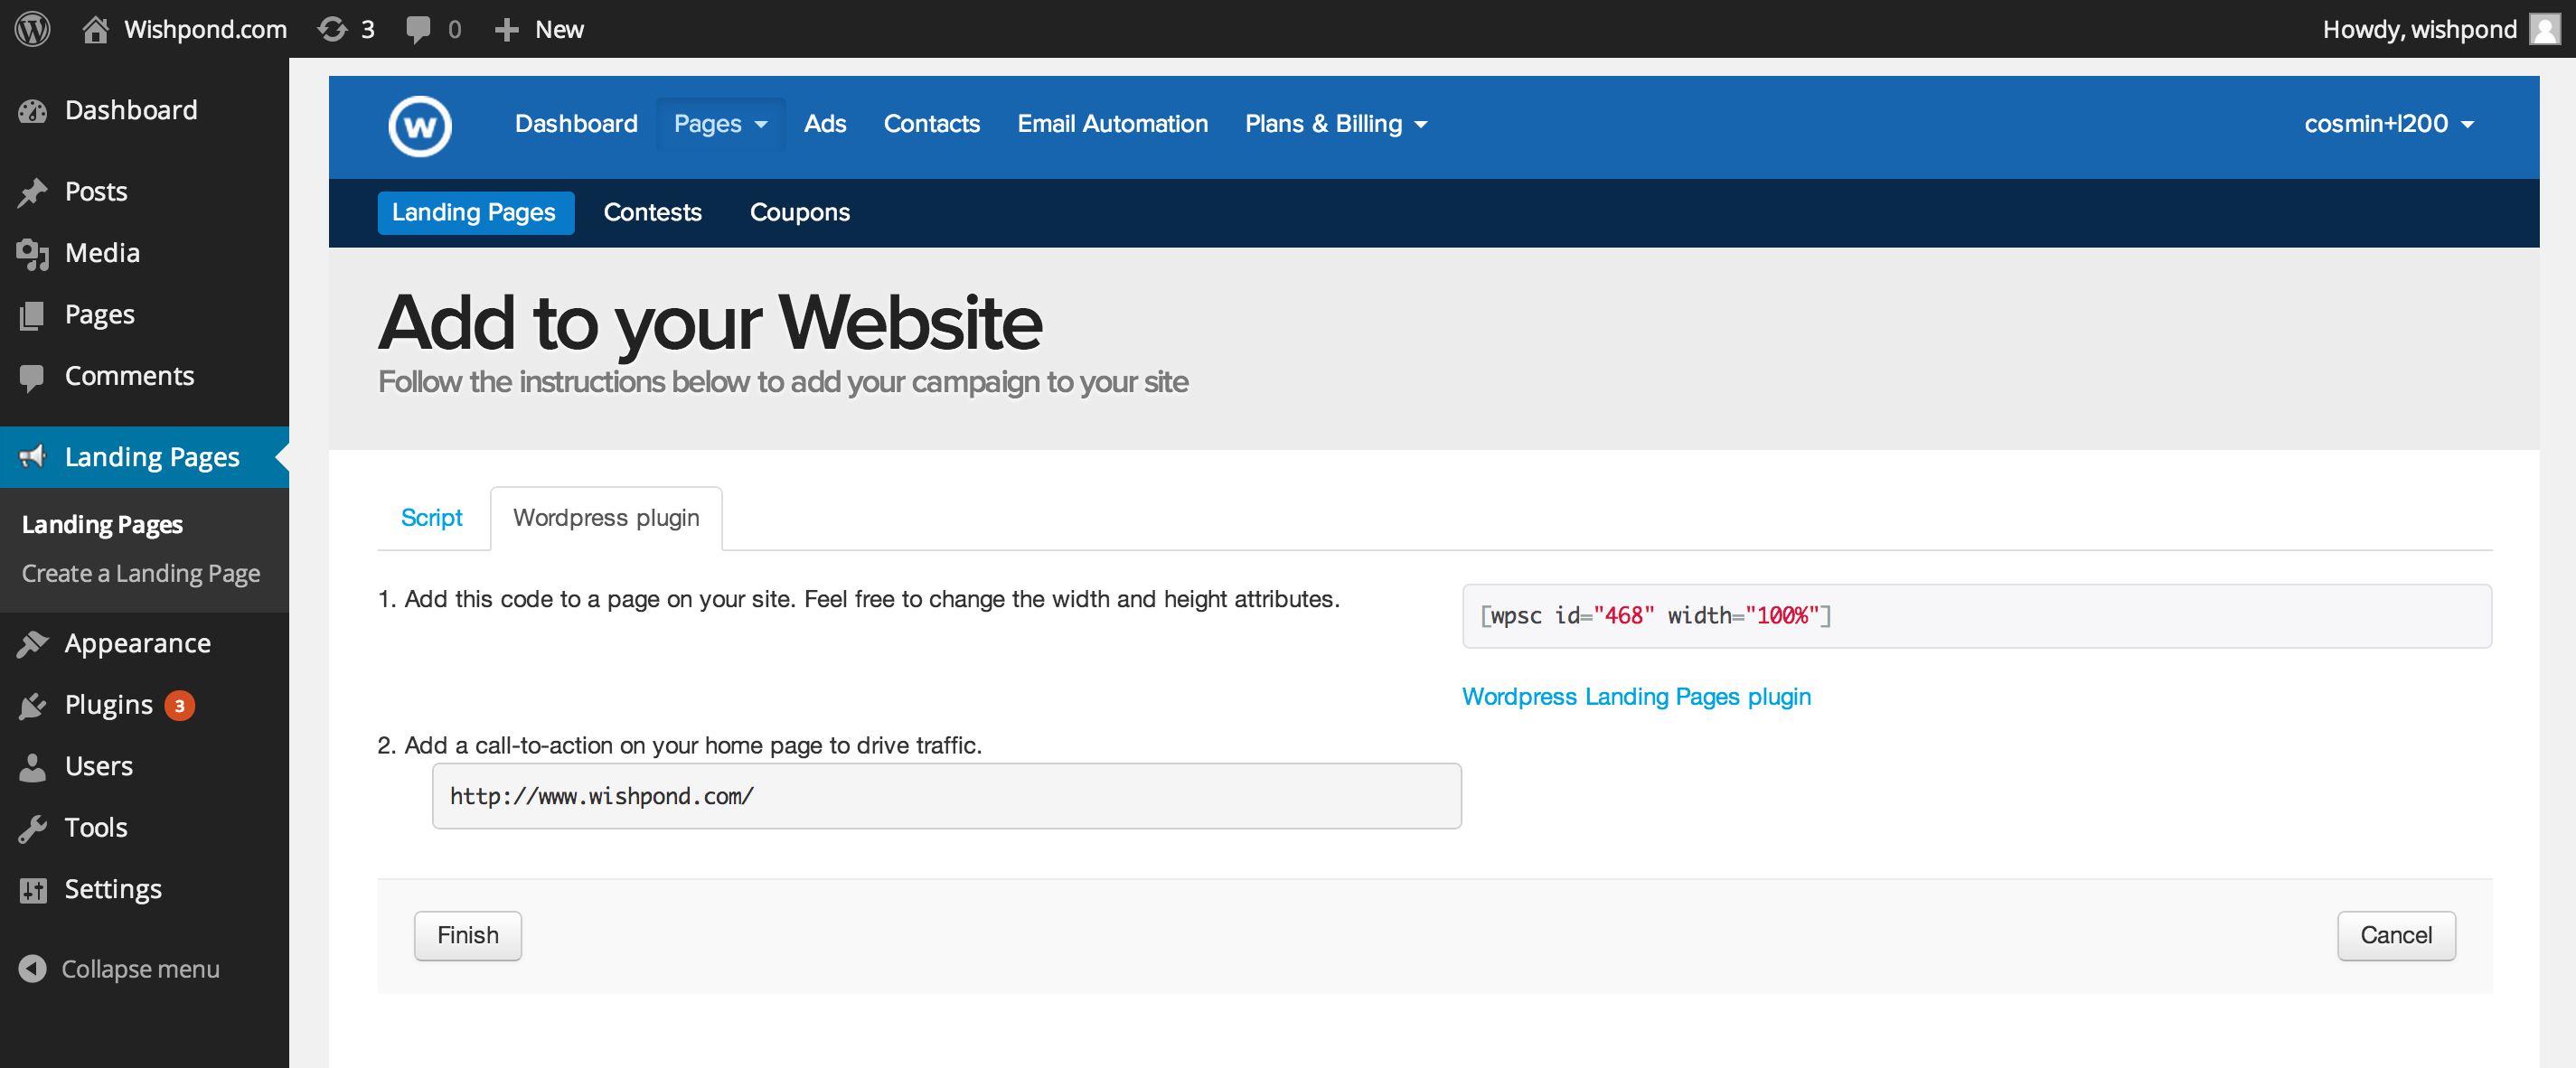 Wishpond.com 3 0 New Howdy, wishpond
Dashboard
Posts
Media
Pages
Comments
Landing Pages
Landing Pages
Create a Landing Page
Appearance
Plugins 3
Users
Tools
Settings
Collapse menu
W Dashboard Pages Ads Contacts Email Automation Plans & Billing cosmin+l200
Landing Pages Contests Coupons
Add to your Website
Follow the instructions below to add your campaign to your site
Script Wordpress plugin
1. Add this code to a page on your site. Feel free to change the width and height attributes.
[wpsc id="468" width="100%"]
Wordpress Landing Pages plugin
2. Add a call-to-action on your home page to drive traffic.
http://www.wishpond.com/
Finish Cancel